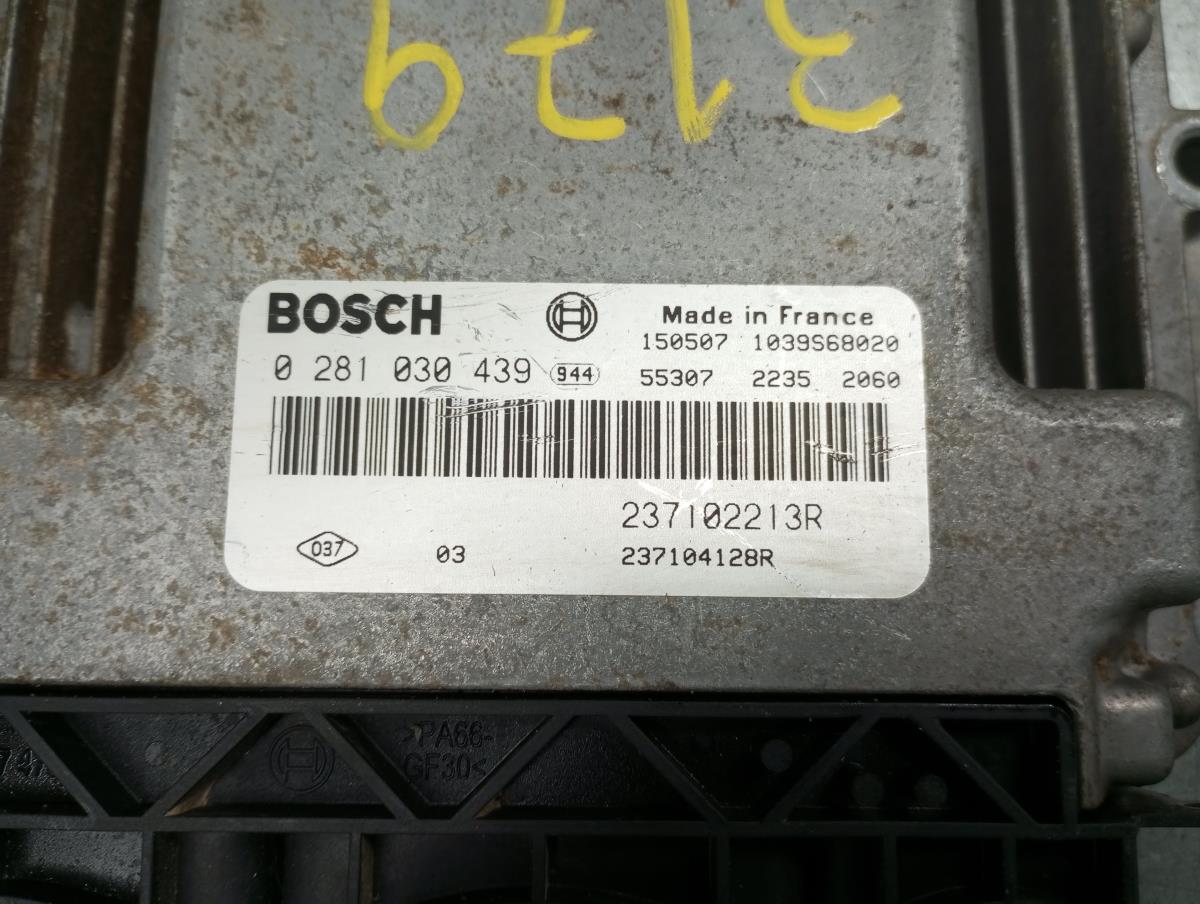 3179
BOSCH
Made in France
150507 1039S68020
0 281 030 439 944
55307 2235 2060
237102213R
037 03 237104128R
>PA66-
GF30<